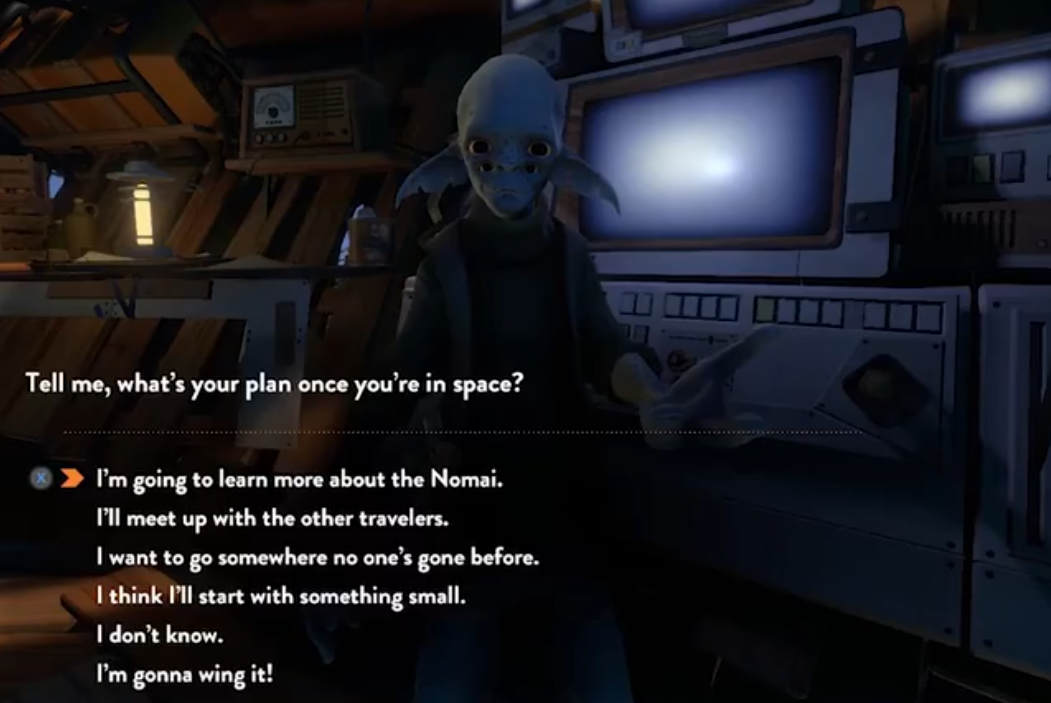 Tell me, what's your plan once you're in space?
X
I'm going to learn more about the Nomai.
I'll meet up with the other travelers.
I want to go somewhere no one's gone before.
I think I'll start with something small.
I don't know.
I'm gonna wing it!